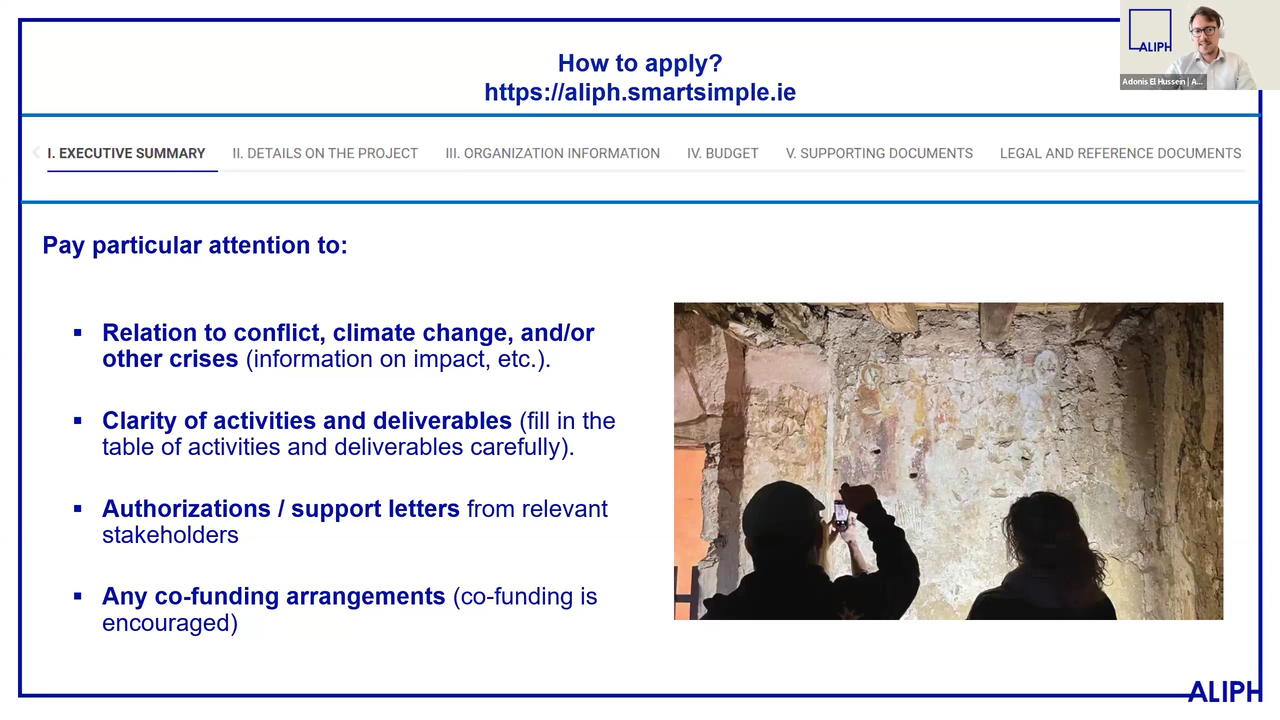 How to apply?
https://aliph.smartsimple.ie
ALIPH
Adonis El Hussein | A...
I. EXECUTIVE SUMMARY
II. DETAILS ON THE PROJECT
III. ORGANIZATION INFORMATION
IV. BUDGET
V. SUPPORTING DOCUMENTS
LEGAL AND REFERENCE DOCUMENTS
Pay particular attention to:
▪ Relation to conflict, climate change, and/or
other crises (information on impact, etc.).
▪ Clarity of activities and deliverables (fill in the
table of activities and deliverables carefully).
▪ Authorizations / support letters from relevant
stakeholders
▪ Any co-funding arrangements (co-funding is
encouraged)
ALIPH